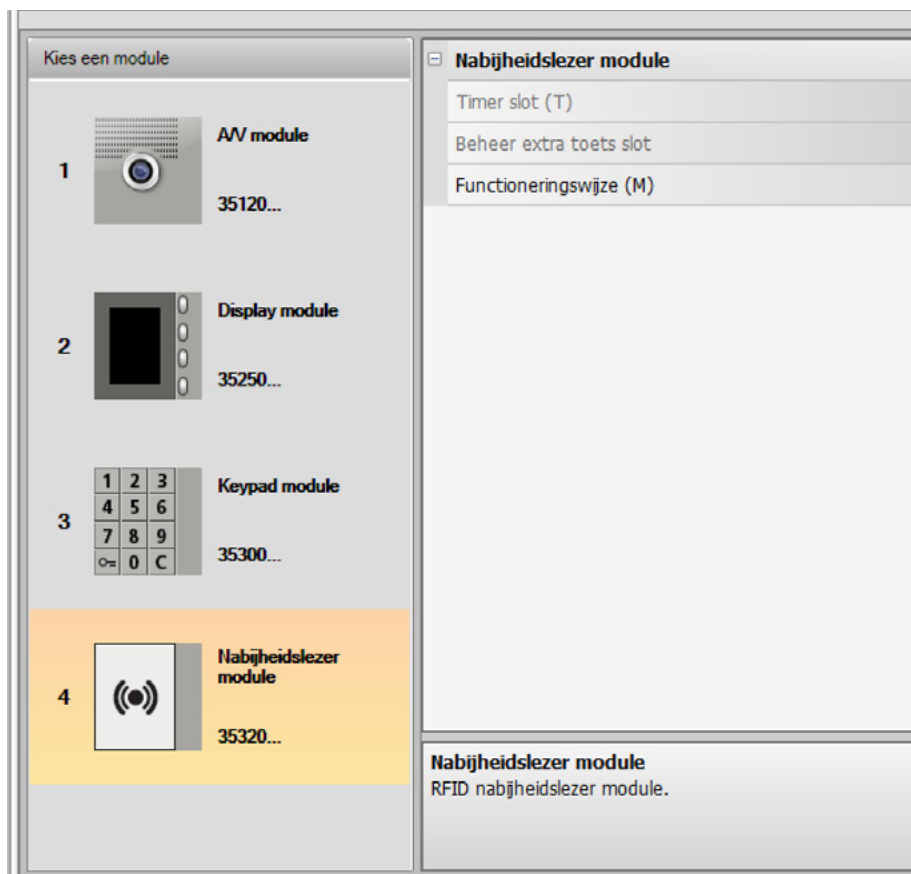 Kies een module
1
A/V module
35120...
2
Display module
35250...
3
1 2 3
4 5 6
7 8 9
0 C
Keypad module
35300...
4
Nabijheidslezer
module
35320...
Nabijheidslezer module
Timer slot (T)
Beheer extra toets slot
Functioneringswijze (M)
Nabijheidslezer module
RFID nabijheidslezer module.